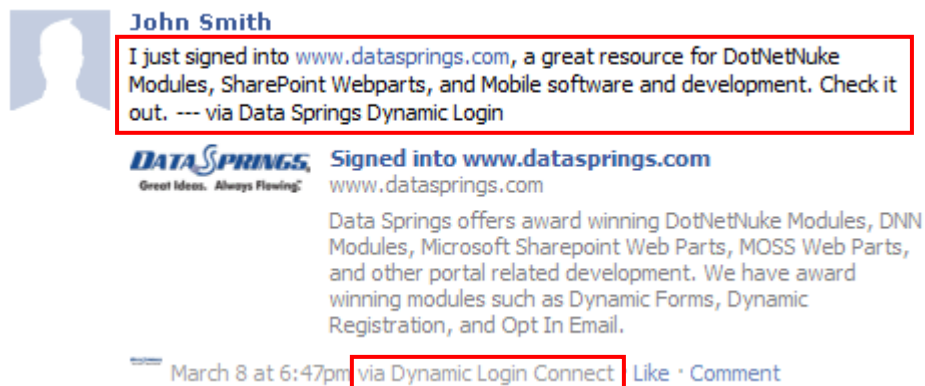 John Smith
I just signed into www.datasprings.com, a great resource for DotNetNuke
Modules, SharePoint Webparts, and Mobile software and development. Check it
out. --- via Data Springs Dynamic Login
DATA SPRINGS
Great Ideas. Always Flowing.
Signed into www.datasprings.com
www.datasprings.com
Data Springs offers award winning DotNetNuke Modules, DNN
Modules, Microsoft Sharepoint Web Parts, MOSS Web Parts,
and other portal related development. We have award
winning modules such as Dynamic Forms, Dynamic
Registration, and Opt In Email.
March 8 at 6:47pm via Dynamic Login Connect · Like · Comment